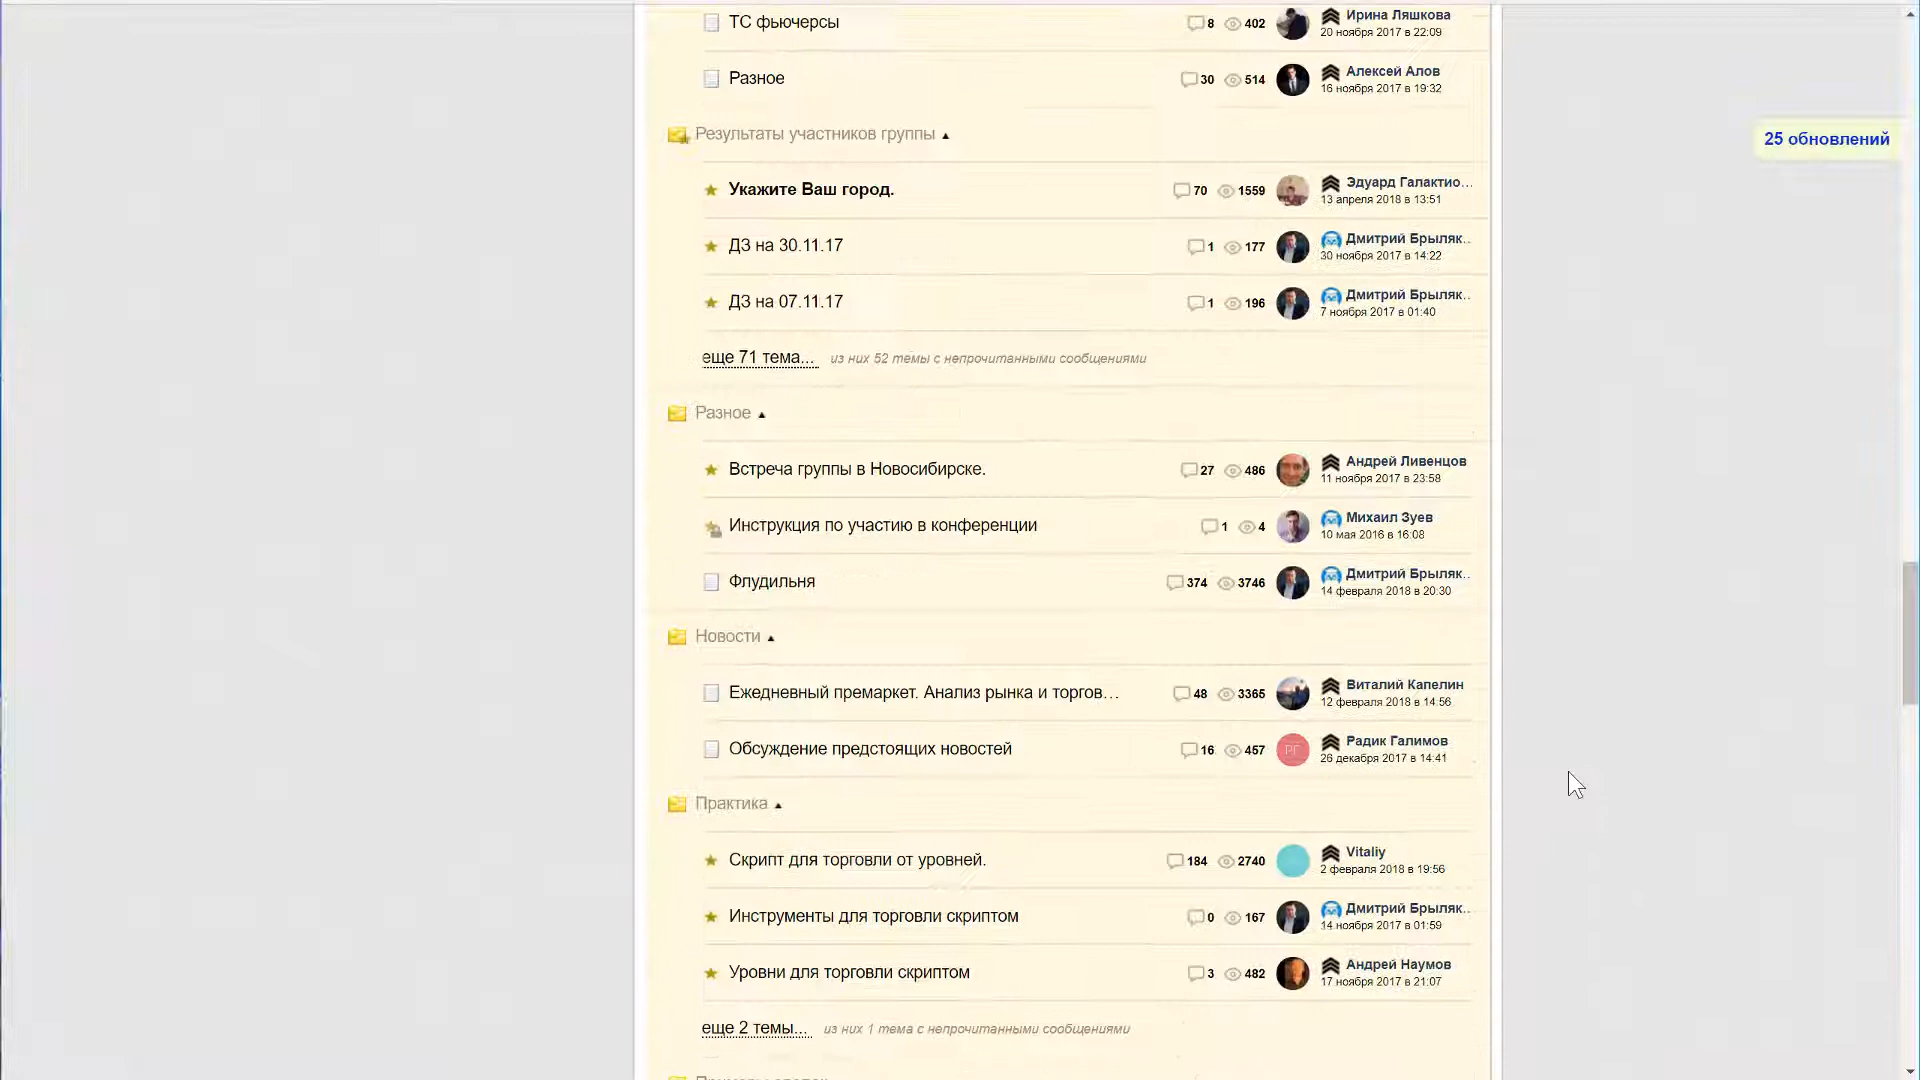 ТС фьючерсы 8 402 Ирина Ляшкова
20 ноября 2017 в 22:09
Разное 30 514 Алексей Алов
16 ноября 2017 в 19:32
25 обновлений
Результаты участников группы
Укажите Ваш город. 70 1559 Эдуард Галактио...
13 апреля 2018 в 13:51
ДЗ на 30.11.17 1 177 Дмитрий Брыляк..
30 ноября 2017 в 14:22
ДЗ на 07.11.17 1 196 Дмитрий Брыляк..
7 ноября 2017 в 01:40
еще 71 тема... из них 52 темы с непрочитанными сообщениями
Разное
Встреча группы в Новосибирске. 27 486 Андрей Ливенцов
11 ноября 2017 в 23:58
Инструкция по участию в конференции 1 4 Михаил Зуев
10 мая 2016 в 16:08
Флудильня 374 3746 Дмитрий Брыляк..
14 февраля 2018 в 20:30
Новости
Ежедневный премаркет. Анализ рынка и торгов... 48 3365 Виталий Капелин
12 февраля 2018 в 14:56
Обсуждение предстоящих новостей 16 457 РГ Радик Галимов
26 декабря 2017 в 14:41
Практика
Скрипт для торговли от уровней. 184 2740 Vitaliy
2 февраля 2018 в 19:56
Инструменты для торговли скриптом 0 167 Дмитрий Брыляк..
14 ноября 2017 в 01:59
Уровни для торговли скриптом 3 482 Андрей Наумов
17 ноября 2017 в 21:07
еще 2 темы... из них 1 тема с непрочитанными сообщениями